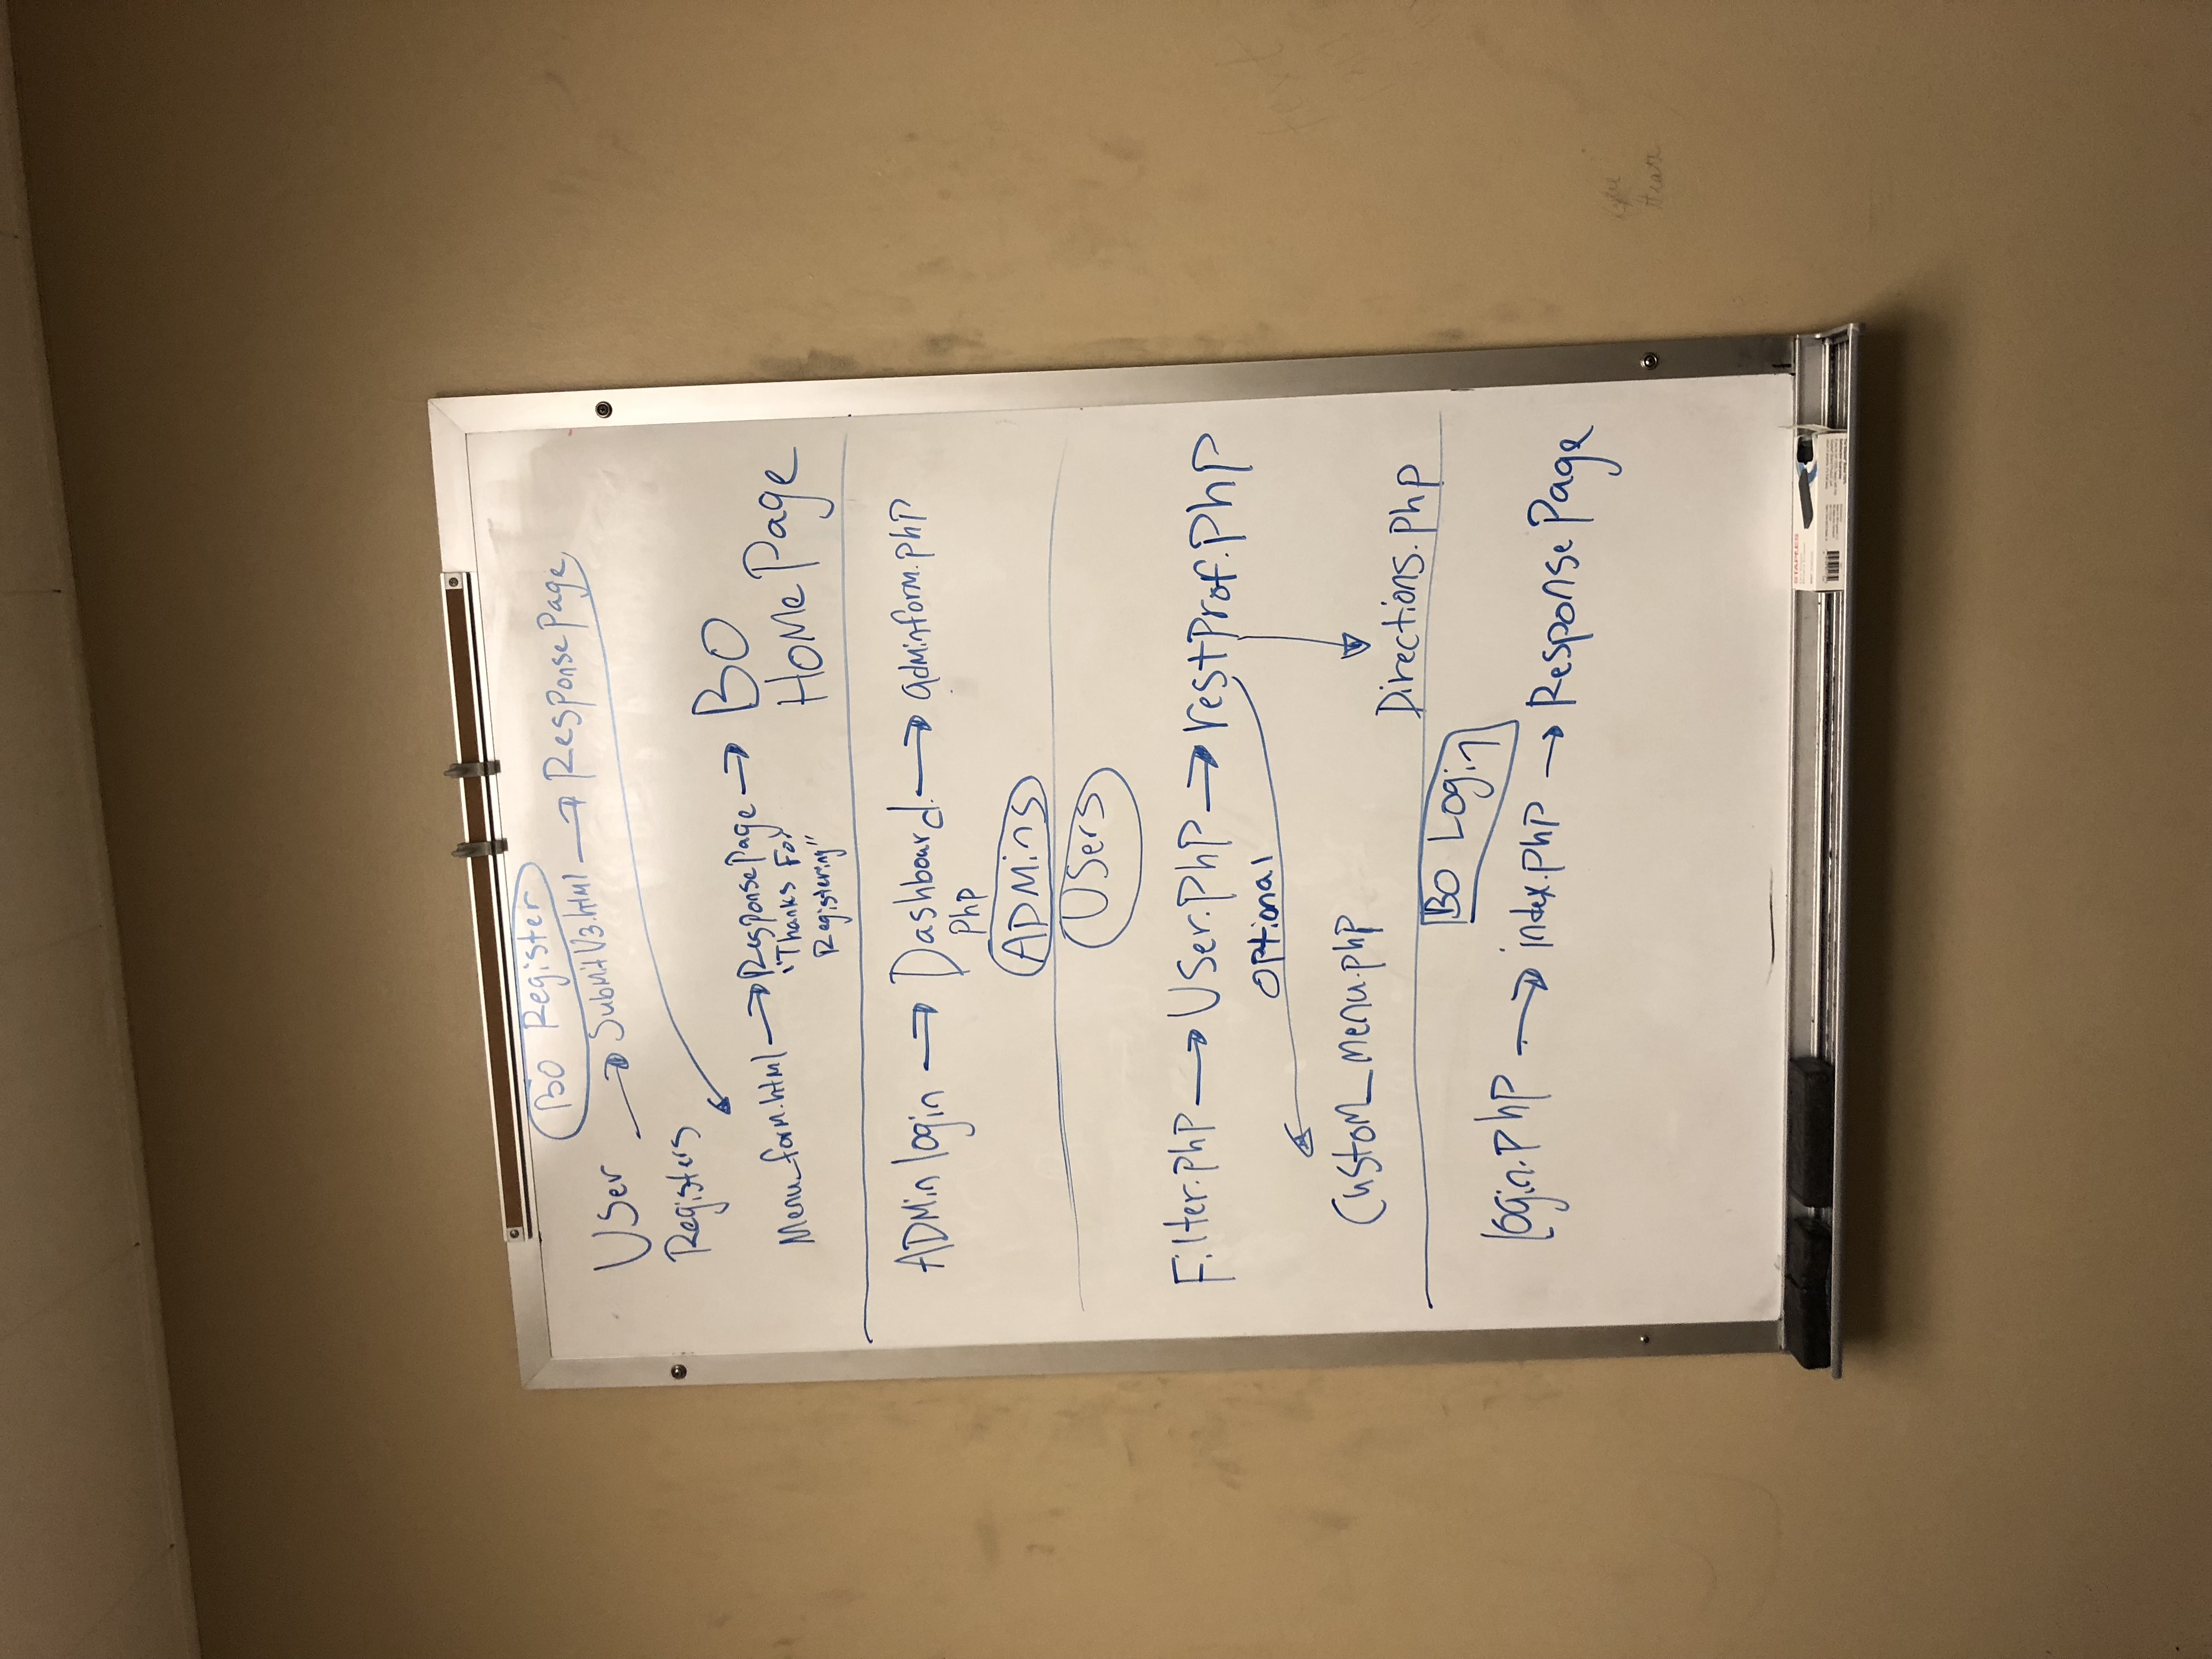 BO Register
User → SubmitV3.html → Response Page
Registers
Menu_form.html → Response Page → BO
"Thanks For
Registering"
Home Page
ADMin login → Dashboard. → adminform.php
php
ADMins
Users
Filter.php → User.php → restProf.php
optional
Custom_menu.php
Directions.php
BO Login
login.php → index.php → Response Page
STAPLES